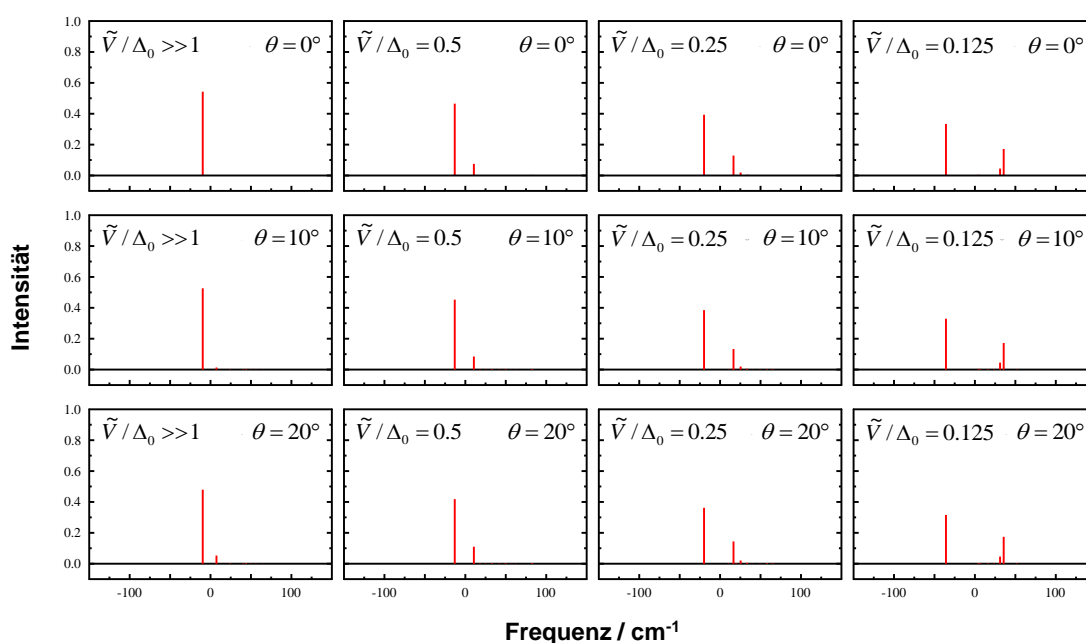 1.0
0.8
0.6
0.4
0.2
0.0
Ṽ/Δ₀ >>1 θ=0°
Ṽ/Δ₀ =0.5 θ=0°
Ṽ/Δ₀ =0.25 θ=0°
Ṽ/Δ₀ =0.125 θ=0°
1.0
0.8
0.6
0.4
0.2
0.0
Ṽ/Δ₀ >>1 θ=10°
Ṽ/Δ₀ =0.5 θ=10°
Ṽ/Δ₀ =0.25 θ=10°
Ṽ/Δ₀ =0.125 θ=10°
1.0
0.8
0.6
0.4
0.2
0.0
Ṽ/Δ₀ >>1 θ=20°
Ṽ/Δ₀ =0.5 θ=20°
Ṽ/Δ₀ =0.25 θ=20°
Ṽ/Δ₀ =0.125 θ=20°
-100 0 100
-100 0 100
-100 0 100
-100 0 100
Intensität
Frequenz / cm⁻¹